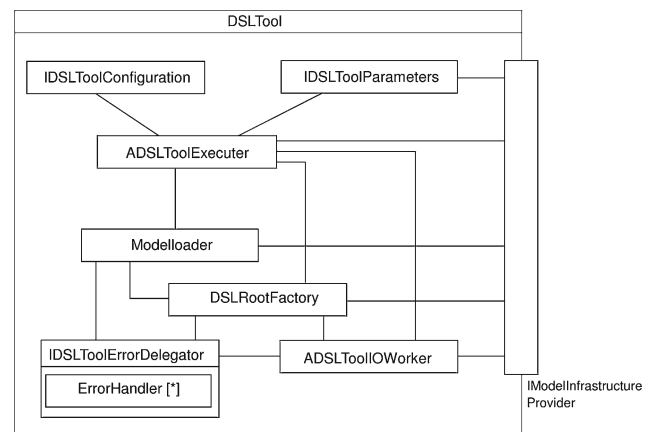 DSLTool
IDSLToolConfiguration
IDSLToolParameters
ADSLToolExecuter
Modelloader
DSLRootFactory
IDSLToolErrorDelegator
ADSLToolIOWorker
ErrorHandler [*]
IModelInfrastructure
Provider